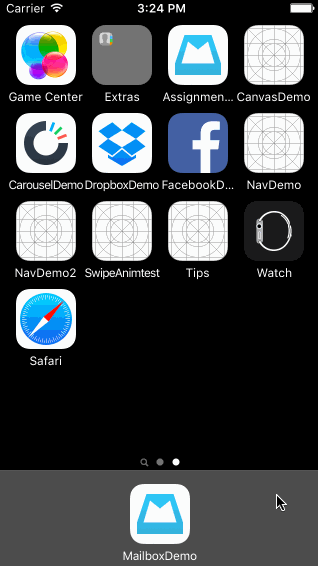 Carrier 3:24 PM
Game Center Extras Assignmen... CanvasDemo
CarouselDemo DropboxDemo FacebookD... NavDemo
NavDemo2 SwipeAnimtest Tips Watch
Safari
MailboxDemo